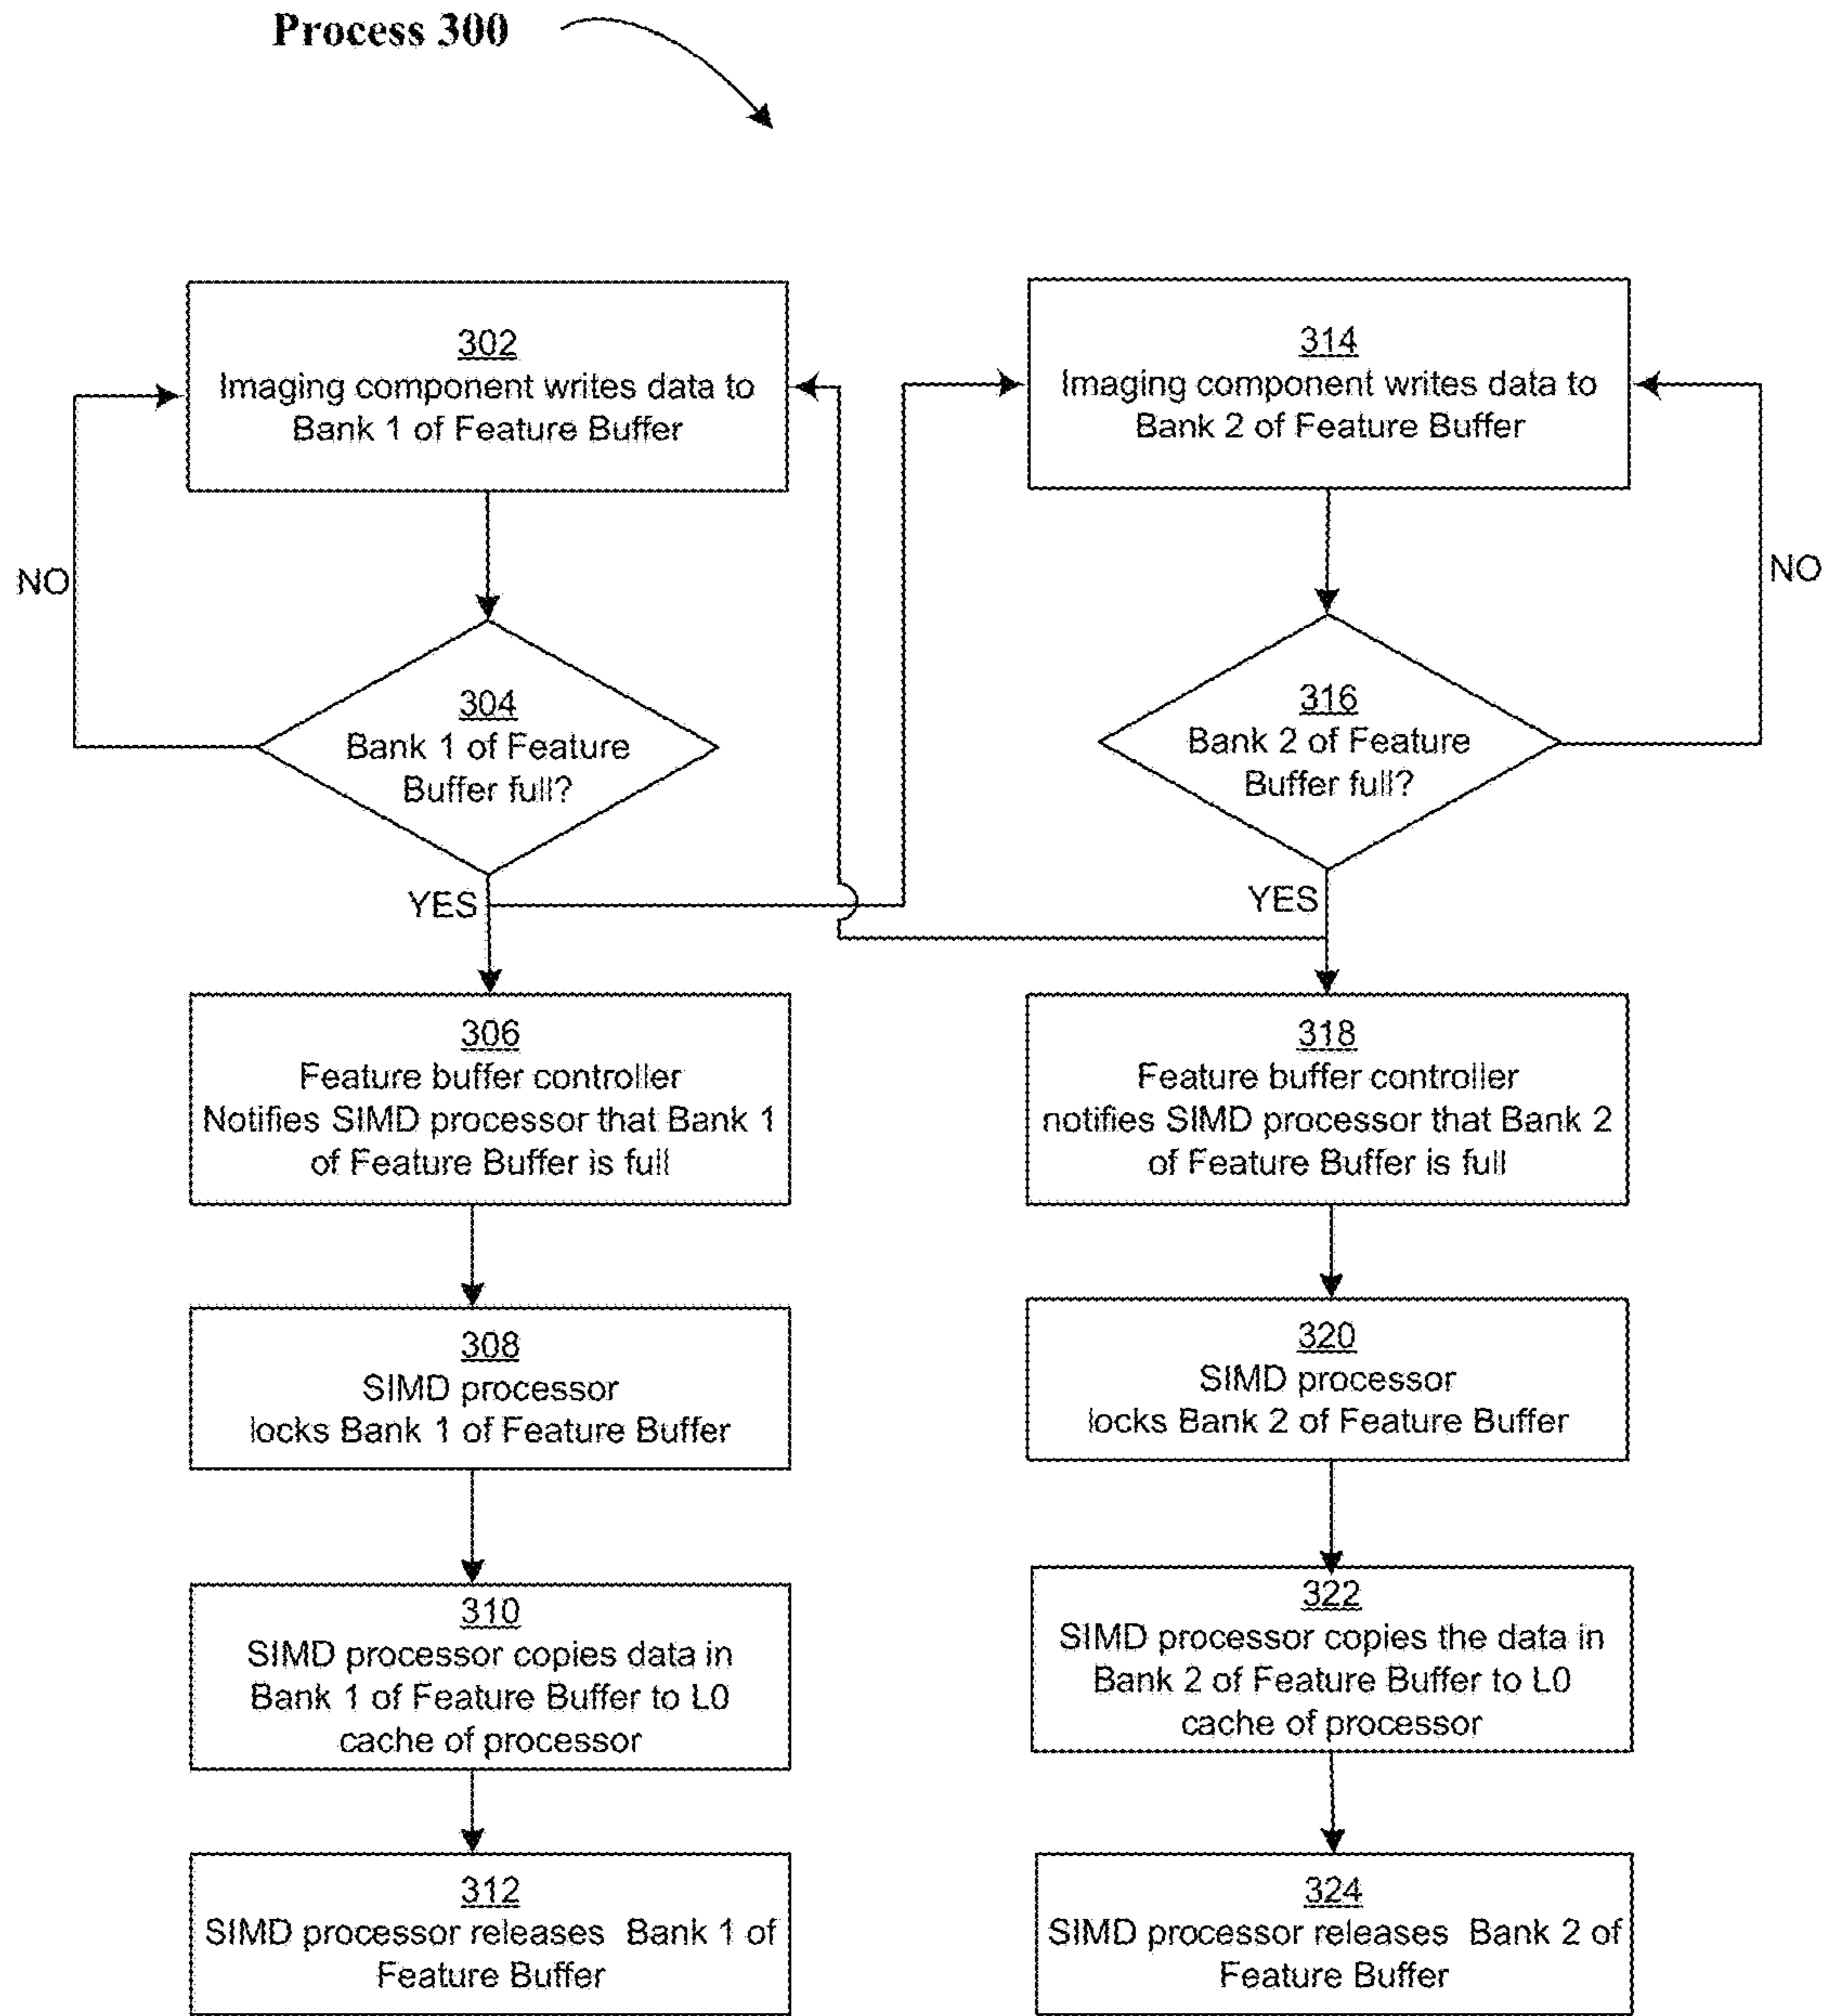 Process 300
302
Imaging component writes data to
Bank 1 of Feature Buffer
NO
304
Bank 1 of Feature
Buffer full?
YES
306
Feature buffer controller
Notifies SIMD processor that Bank 1
of Feature Buffer is full
308
SIMD processor
locks Bank 1 of Feature Buffer
310
SIMD processor copies data in
Bank 1 of Feature Buffer to L0
cache of processor
312
SIMD processor releases Bank 1 of
Feature Buffer
314
Imaging component writes data to
Bank 2 of Feature Buffer
NO
316
Bank 2 of Feature
Buffer full?
YES
318
Feature buffer controller
notifies SIMD processor that Bank 2
of Feature Buffer is full
320
SIMD processor
locks Bank 2 of Feature Buffer
322
SIMD processor copies the data in
Bank 2 of Feature Buffer to L0
cache of processor
324
SIMD processor releases Bank 2 of
Feature Buffer